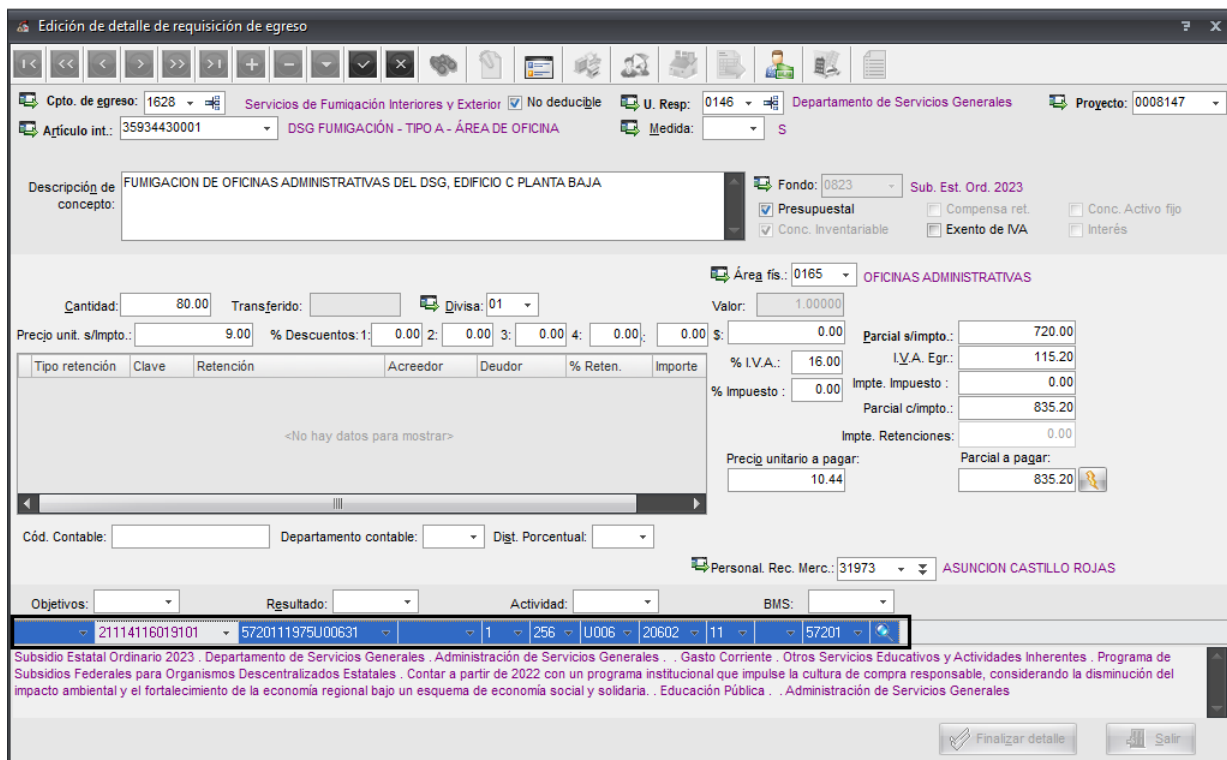 Edición de detalle de requisición de egreso
Cpto. de egreso: 1628 Servicios de Fumigación Interiores y Exterior No deducible U. Resp: 0146 Departamento de Servicios Generales Proyecto: 0008147
Artículo int.: 35934430001 DSG FUMIGACIÓN - TIPO A - ÁREA DE OFICINA Medida: S
Descripción de concepto: FUMIGACION DE OFICINAS ADMINISTRATIVAS DEL DSG, EDIFICIO C PLANTA BAJA
Fondo: 0823 Sub. Est. Ord. 2023
Presupuestal Compensa ret. Conc. Activo fijo
Conc. Inventariable Exento de IVA Interés
Área fís.: 0165 OFICINAS ADMINISTRATIVAS
Cantidad: 80.00 Transferido: Divisa: 01 Valor: 1.00000
Precio unit. s/Impto.: 9.00 % Descuentos: 1: 0.00 2: 0.00 3: 0.00 4: 0.00 : 0.00 $: 0.00 Parcial s/impto.: 720.00
Tipo retención Clave Retención Acreedor Deudor % Reten. Importe
% I.V.A.: 16.00 I.V.A. Egr.: 115.20
% Impuesto : 0.00 Impte. Impuesto : 0.00
Parcial c/impto.: 835.20
<No hay datos para mostrar>
Impte. Retenciones: 0.00
Precio unitario a pagar: Parcial a pagar:
10.44 835.20
Cód. Contable: Departamento contable: Dist. Porcentual:
Personal. Rec. Merc.: 31973 ASUNCION CASTILLO ROJAS
Objetivos: Resultado: Actividad: BMS:
21114116019101 5720111975U00631 1 256 U006 20602 11 57201
Subsidio Estatal Ordinario 2023 . Departamento de Servicios Generales . Administración de Servicios Generales . . Gasto Corriente . Otros Servicios Educativos y Actividades Inherentes . Programa de
Subsidios Federales para Organismos Descentralizados Estatales . Contar a partir de 2022 con un programa institucional que impulse la cultura de compra responsable, considerando la disminución del
impacto ambiental y el fortalecimiento de la economía regional bajo un esquema de economía social y solidaria. . Educación Pública . . Administración de Servicios Generales
Finalizar detalle Salir